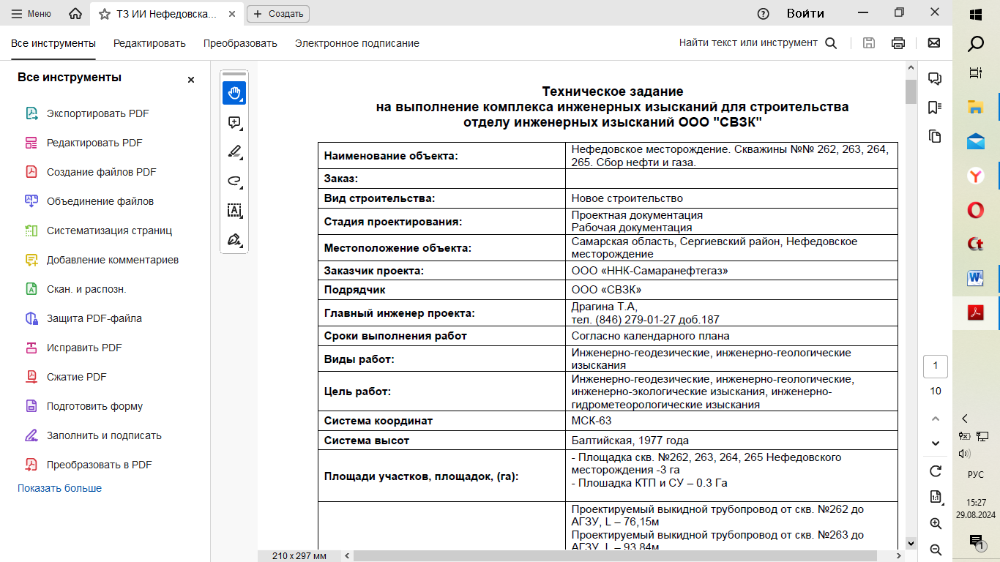 Меню
ТЗ ИИ Нефедовска...
Создать
Войти
Все инструменты
Редактировать
Преобразовать
Электронное подписание
Найти текст или инструмент
Все инструменты
Экспортировать PDF
Редактировать PDF
Создание файлов PDF
Объединение файлов
Систематизация страниц
Добавление комментариев
Скан. и распозн.
Защита PDF-файла
Исправить PDF
Сжатие PDF
Подготовить форму
Заполнить и подписать
Преобразовать в PDF
Показать больше
Техническое задание
на выполнение комплекса инженерных изысканий для строительства
отделу инженерных изысканий ООО "СВЗК"
Наименование объекта:
Нефедовское месторождение. Скважины №№ 262, 263, 264,
265. Сбор нефти и газа.
Заказ:
Вид строительства:
Новое строительство
Стадия проектирования:
Проектная документация
Рабочая документация
Местоположение объекта:
Самарская область, Сергиевский район, Нефедовское
месторождение
Заказчик проекта:
ООО «ННК-Самаранефтегаз»
Подрядчик
ООО «СВЗК»
Главный инженер проекта:
Драгина Т.А,
тел. (846) 279-01-27 доб.187
Сроки выполнения работ
Согласно календарного плана
Виды работ:
Инженерно-геодезические, инженерно-геологические
изыскания
Цель работ:
Инженерно-геодезические, инженерно-геологические,
инженерно-экологические изыскания, инженерно-
гидрометеорологические изыскания
Система координат
МСК-63
Система высот
Балтийская, 1977 года
Площади участков, площадок, (га):
- Площадка скв. №262, 263, 264, 265 Нефедовского
месторождения -3 га
- Плошадка КТП и СУ – 0.3 Га
Проектируемый выкидной трубопровод от скв. №262 до
АГЗУ, L – 76,15м
Проектируемый выкидной трубопровод от скв. №263 до
АГЗУ, L – 93,84м
210 x 297 мм
1
10
1:1
Ct
РУС
15:27
29.08.2024
1